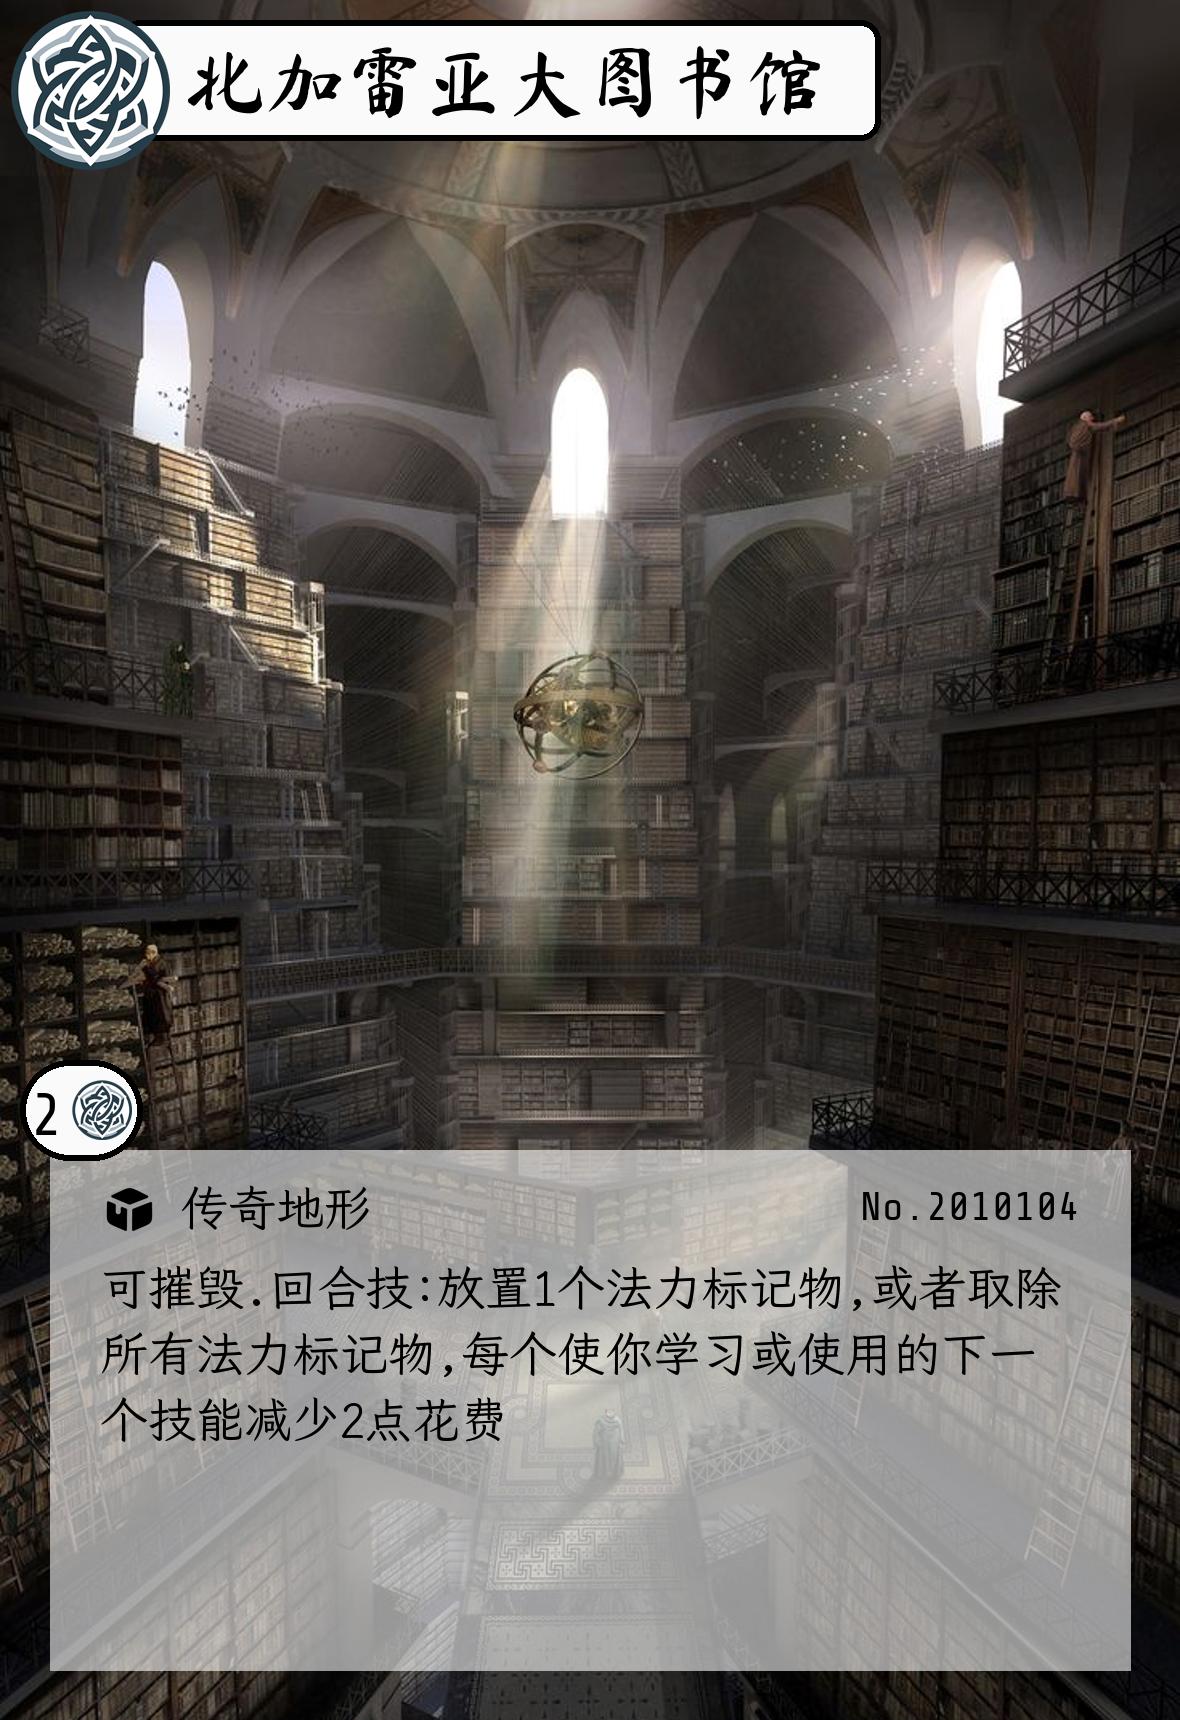 北加雷亚大图书馆
2
传奇地形
No.2010104
可摧毁.回合技:放置1个法力标记物,或者取除
所有法力标记物,每个使你学习或使用的下一
个技能减少2点花费